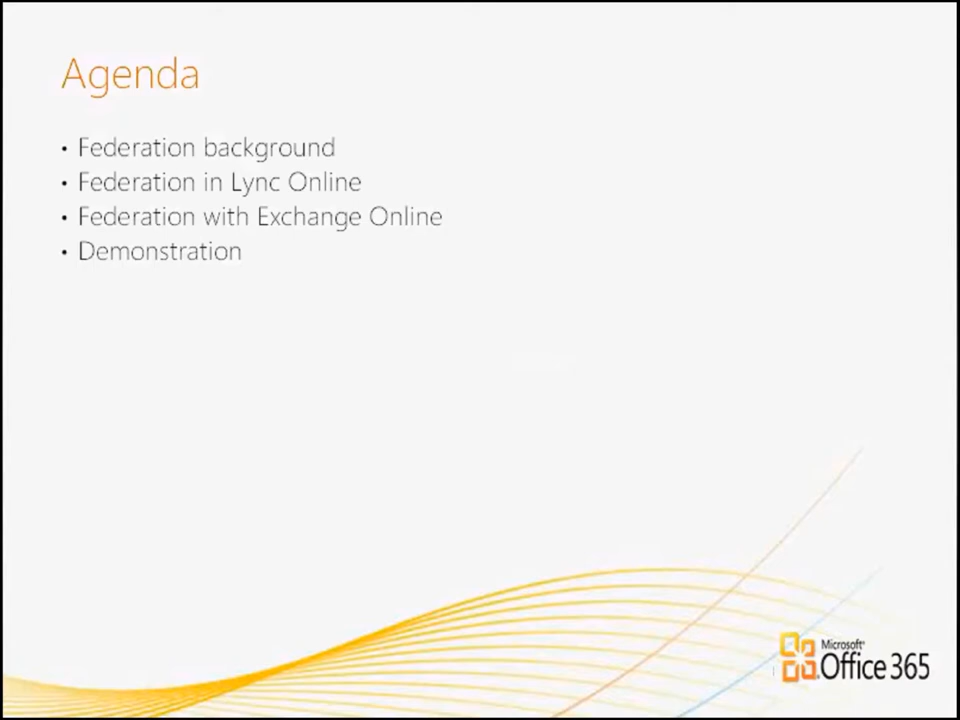 Agenda
• Federation background
• Federation in Lync Online
• Federation with Exchange Online
• Demonstration
Microsoft®
Office 365